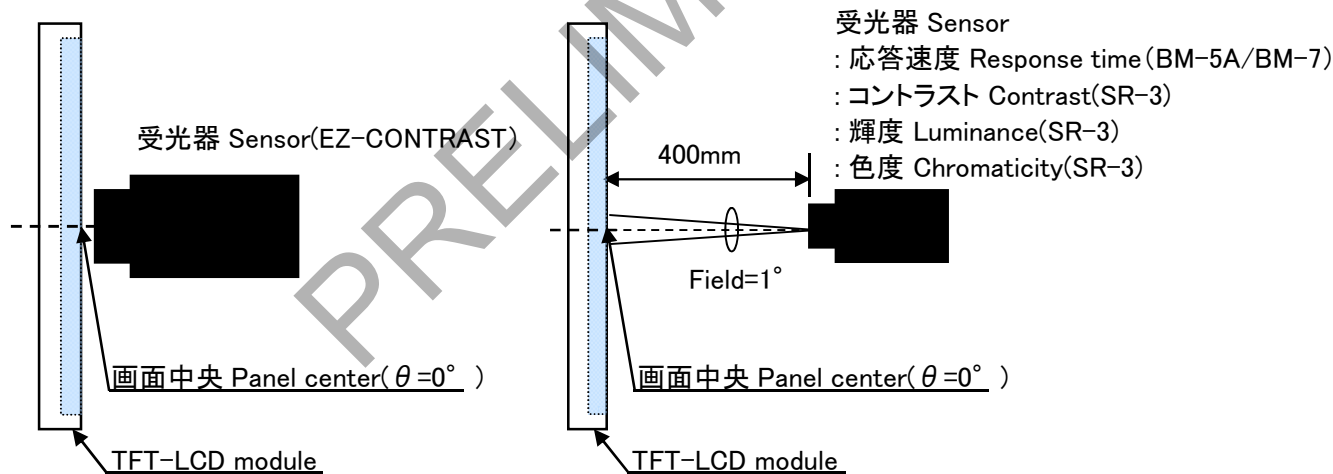 PRELIM
受光器 Sensor(EZ-CONTRAST)
画面中央 Panel center(θ=0° )
TFT-LCD module
受光器 Sensor
: 応答速度 Response time(BM-5A/BM-7)
: コントラスト Contrast(SR-3)
: 輝度 Luminance(SR-3)
: 色度 Chromaticity(SR-3)
400mm
Field=1°
画面中央 Panel center(θ=0° )
TFT-LCD module